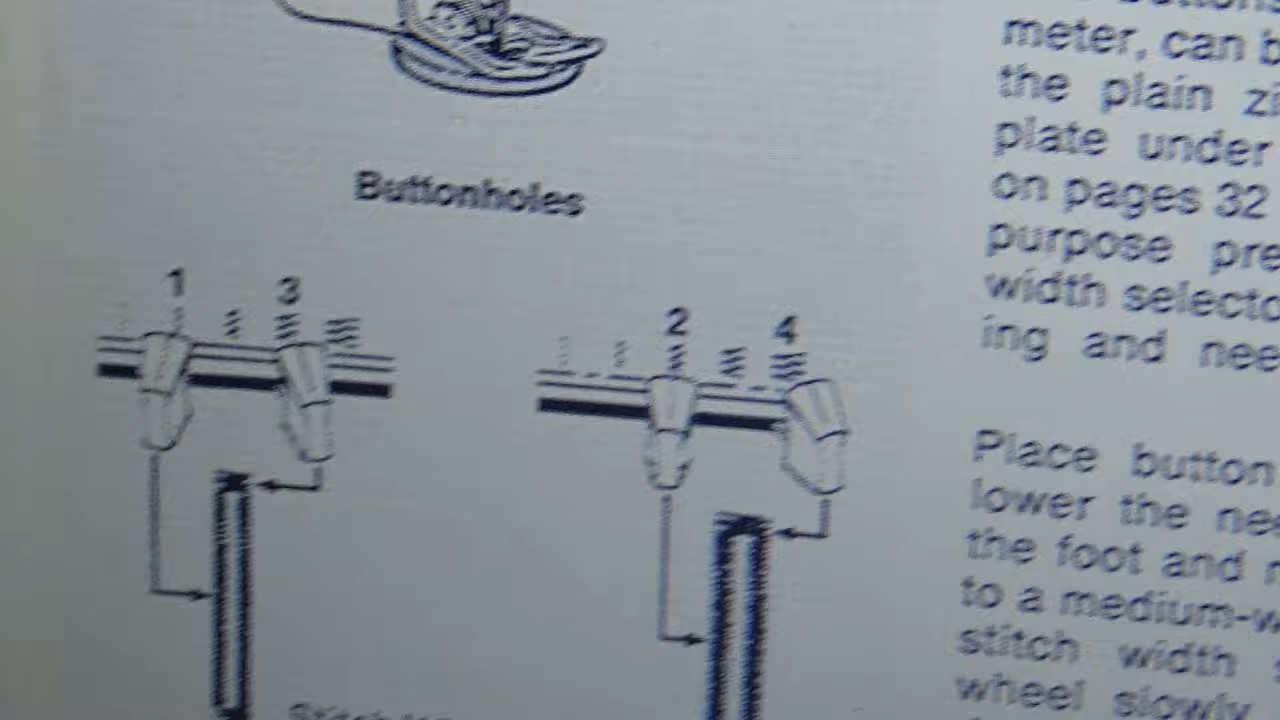 Buttonholes
1 3
2 4
meter, can b
the plain zi
plate under
on pages 32
purpose pre
width selecto
ing and nee
Place button
lower the nee
the foot and
to a medium-w
stitch width
wheel slowly